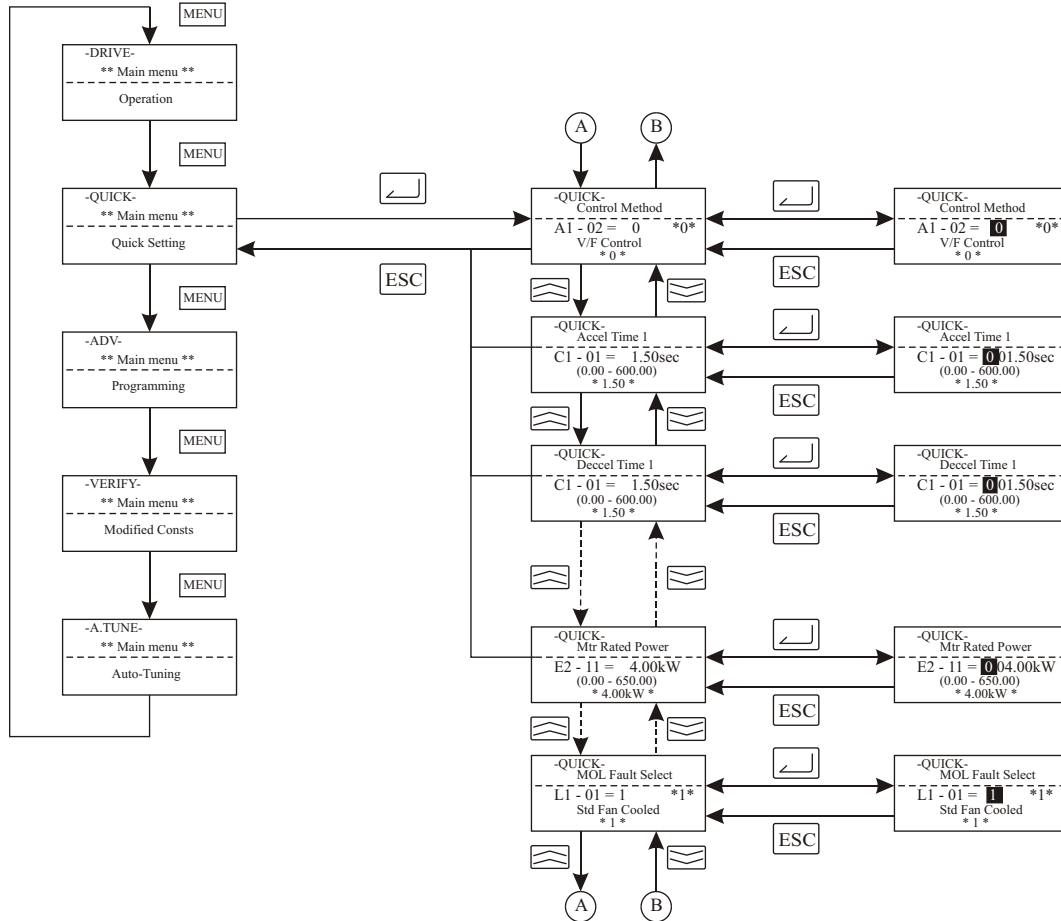 MENU
-DRIVE-
** Main menu **
Operation
MENU
-QUICK-
** Main menu **
Quick Setting
MENU
-ADV-
** Main menu **
Programming
MENU
-VERIFY-
** Main menu **
Modified Consts
MENU
-A.TUNE-
** Main menu **
Auto-Tuning
ESC
A
B
-QUICK-
Control Method
A1 - 02 = 0 *0*
V/F Control
* 0 *
ESC
-QUICK-
Control Method
A1 - 02 = 0 *0*
V/F Control
* 0 *
-QUICK-
Accel Time 1
C1 - 01 = 1.50sec
(0.00 - 600.00)
* 1.50 *
ESC
-QUICK-
Accel Time 1
C1 - 01 = 001.50sec
(0.00 - 600.00)
* 1.50 *
-QUICK-
Deccel Time 1
C1 - 01 = 1.50sec
(0.00 - 600.00)
* 1.50 *
ESC
-QUICK-
Deccel Time 1
C1 - 01 = 001.50sec
(0.00 - 600.00)
* 1.50 *
-QUICK-
Mtr Rated Power
E2 - 11 = 4.00kW
(0.00 - 650.00)
* 4.00kW *
ESC
-QUICK-
Mtr Rated Power
E2 - 11 = 004.00kW
(0.00 - 650.00)
* 4.00kW *
-QUICK-
MOL Fault Select
L1 - 01 = 1 *1*
Std Fan Cooled
* 1 *
ESC
-QUICK-
MOL Fault Select
L1 - 01 = 1 *1*
Std Fan Cooled
* 1 *
A
B